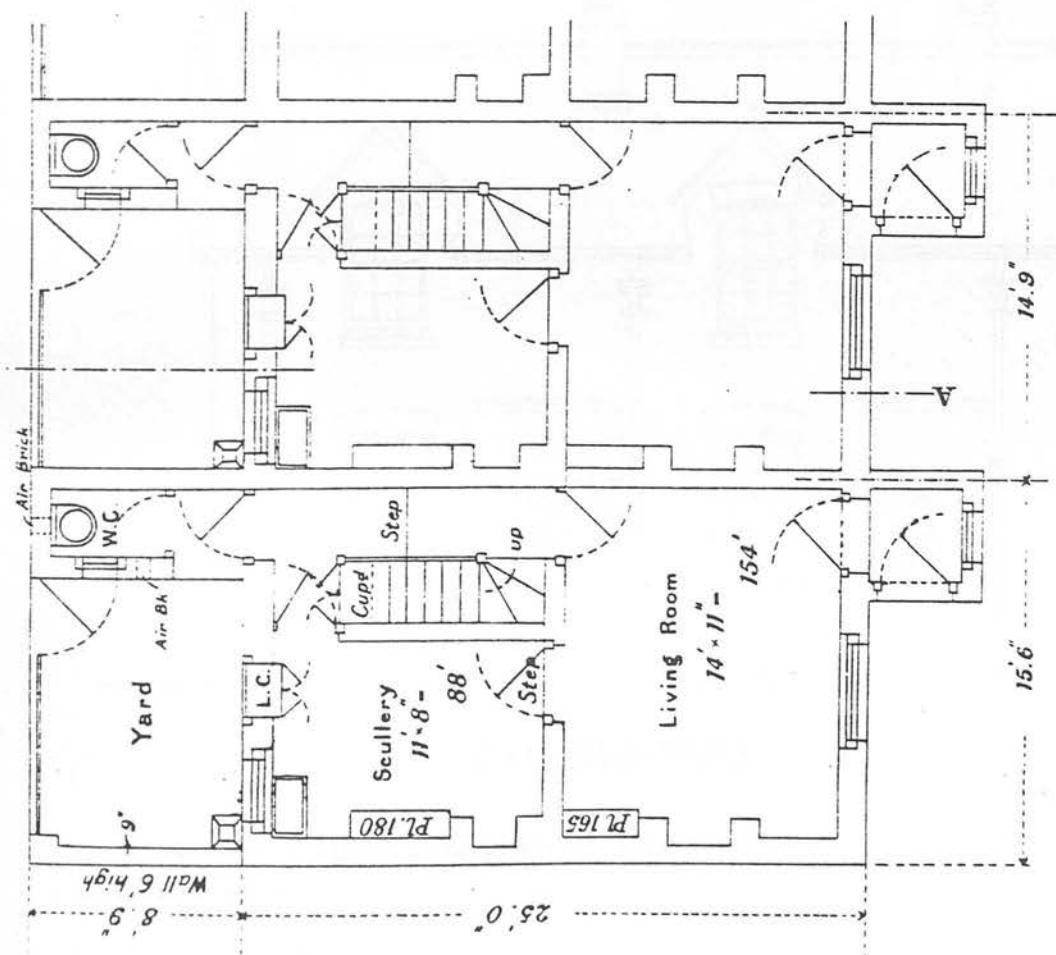 Air Brick
W.C.
Air Bk
Yard
9"
Wall 6' high
8'.9"
25'.0"
L.C.
Cupd
Step
up
Scullery
11' × 8" =
88'
Step
Pl.180
Living Room
14' × 11" =
154'
Pl 165
15'.6"
14'.9"
A